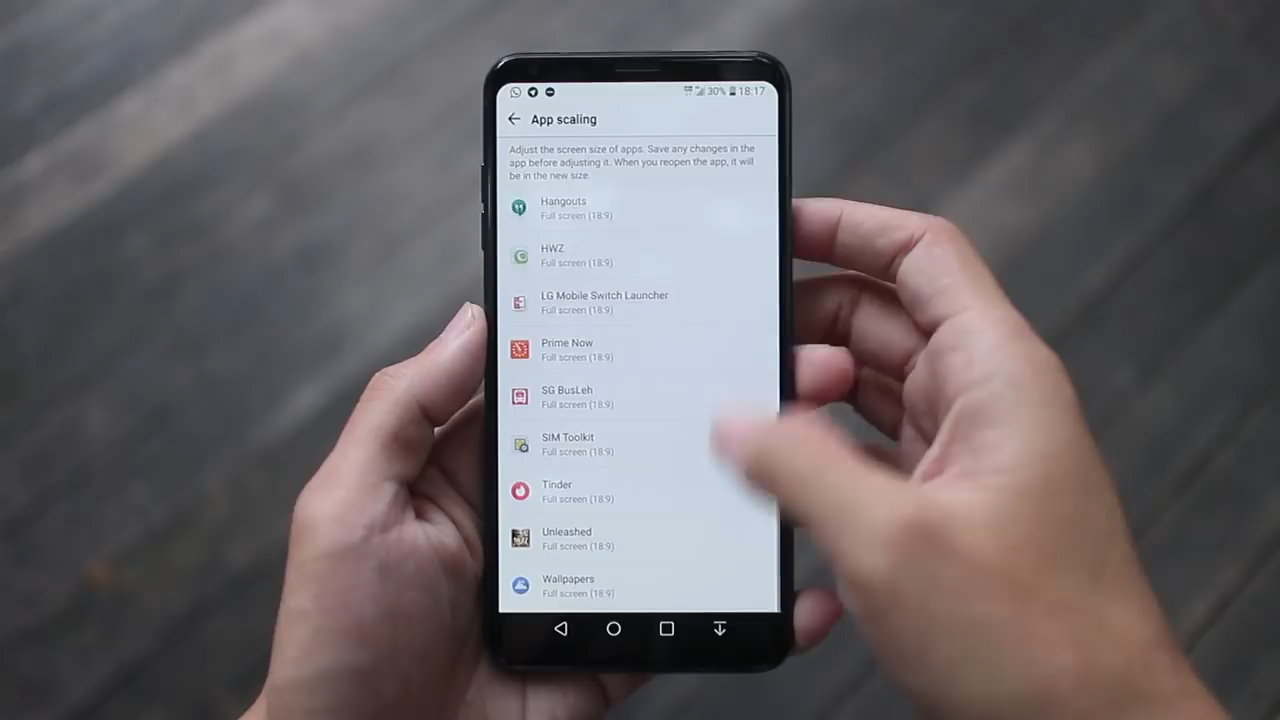 30% 18:17
App scaling
Adjust the screen size of apps. Save any changes in the
app before adjusting it. When you reopen the app, it will
be in the new size.
Hangouts
Full screen (18:9)
HWZ
Full screen (18:9)
LG Mobile Switch Launcher
Full screen (18:9)
Prime Now
Full screen (18:9)
SG BusLeh
Full screen (18:9)
SIM Toolkit
Full screen (18:9)
Tinder
Full screen (18:9)
Unleashed
Full screen (18:9)
Wallpapers
Full screen (18:9)